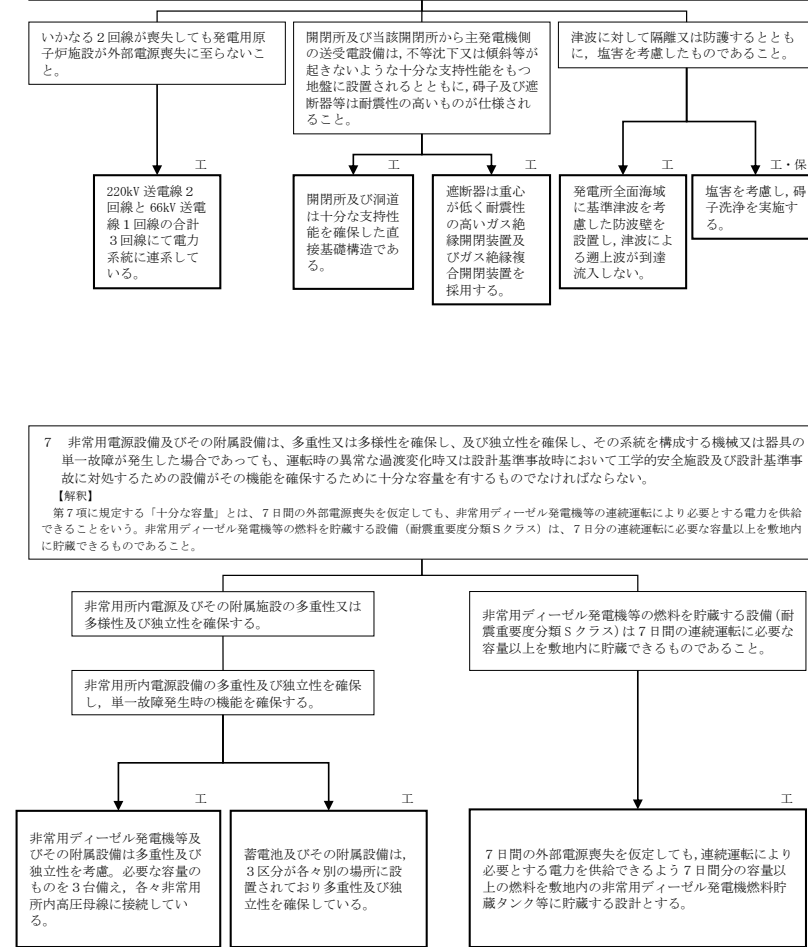 いかなる2回線が喪失しても発電用原
子炉施設が外部電源喪失に至らないこ
と。
開閉所及び当該開閉所から主発電機側
の送受電設備は,不等沈下又は傾斜等が
起きないような十分な支持性能をもつ
地盤に設置されるとともに,碍子及び遮
断器等は耐震性の高いものが仕様され
ること。
津波に対して隔離又は防護するととも
に,塩害を考慮したものであること。
工
220kV 送電線2
回線と 66kV 送電
線1回線の合計
3回線にて電力
系統に連系して
いる。
工
開閉所及び洞道
は十分な支持性
能を確保した直
接基礎構造であ
る。
工
遮断器は重心
が低く耐震性
の高いガス絶
縁開閉装置及
びガス絶縁複
合開閉装置を
採用する。
工
発電所全面海域
に基準津波を考
慮した防波壁を
設置し,津波によ
る遡上波が到達
流入しない。
工・保
塩害を考慮し,碍
子洗浄を実施す
る。
7 非常用電源設備及びその附属設備は、多重性又は多様性を確保し、及び独立性を確保し、その系統を構成する機械又は器具の
単一故障が発生した場合であっても、運転時の異常な過渡変化時又は設計基準事故時において工学的安全施設及び設計基準事
故に対処するための設備がその機能を確保するために十分な容量を有するものでなければならない。
【解釈】
第7項に規定する「十分な容量」とは、7日間の外部電源喪失を仮定しても、非常用ディーゼル発電機等の連続運転により必要とする電力を供給
できることをいう。非常用ディーゼル発電機等の燃料を貯蔵する設備(耐震重要度分類Sクラス)は、7日分の連続運転に必要な容量以上を敷地内
に貯蔵できるものであること。
非常用所内電源及びその附属施設の多重性又は
多様性及び独立性を確保する。
非常用所内電源設備の多重性及び独立性を確保
し,単一故障発生時の機能を確保する。
非常用ディーゼル発電機等の燃料を貯蔵する設備(耐
震重要度分類Sクラス)は7日間の連続運転に必要な
容量以上を敷地内に貯蔵できるものであること。
工
非常用ディーゼル発電機等及
びその附属設備は多重性及び
独立性を考慮。必要な容量の
ものを3台備え,各々非常用
所内高圧母線に接続してい
る。
工
蓄電池及びその附属設備は,
3区分が各々別の場所に設
置されており多重性及び独
立性を確保している。
工
7日間の外部電源喪失を仮定しても,連続運転により
必要とする電力を供給できるよう7日間分の容量以
上の燃料を敷地内の非常用ディーゼル発電機燃料貯
蔵タンク等に貯蔵する設計とする。